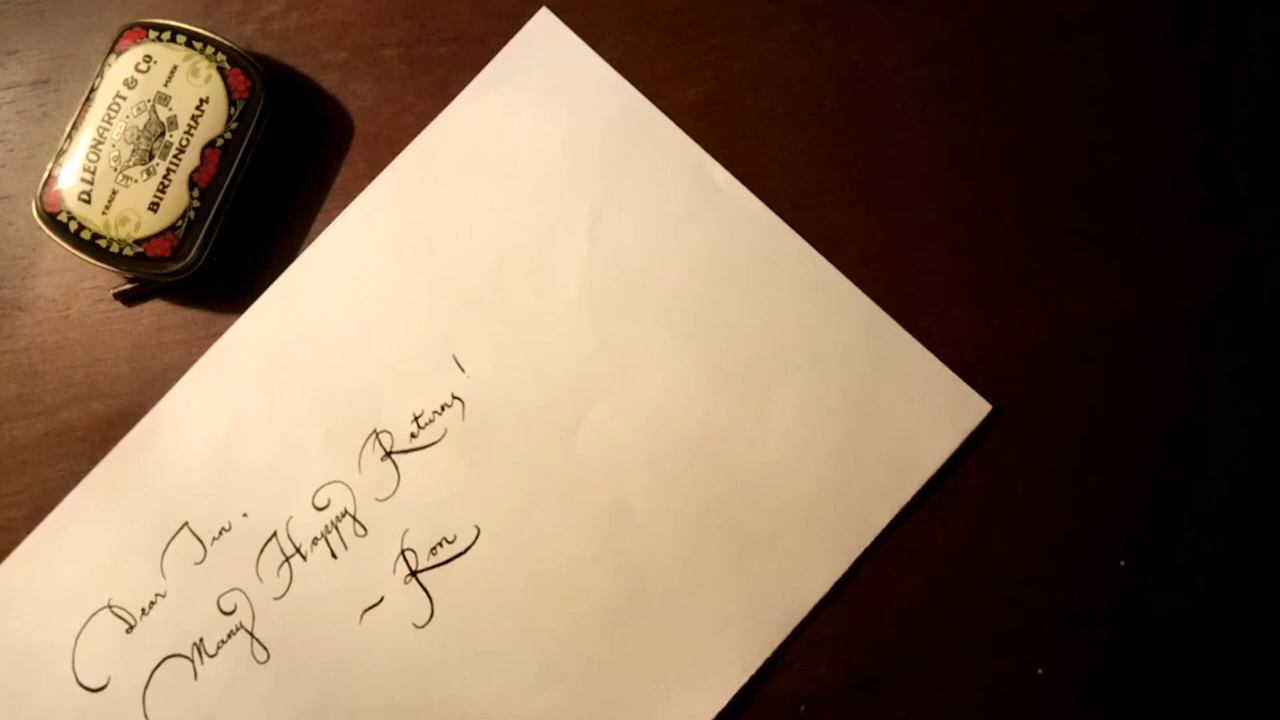 D. LEONARDT & Co
TRADE MARK
BIRMINGHAM.
Dear Tin.
Many Happy Returns!
~ Ron